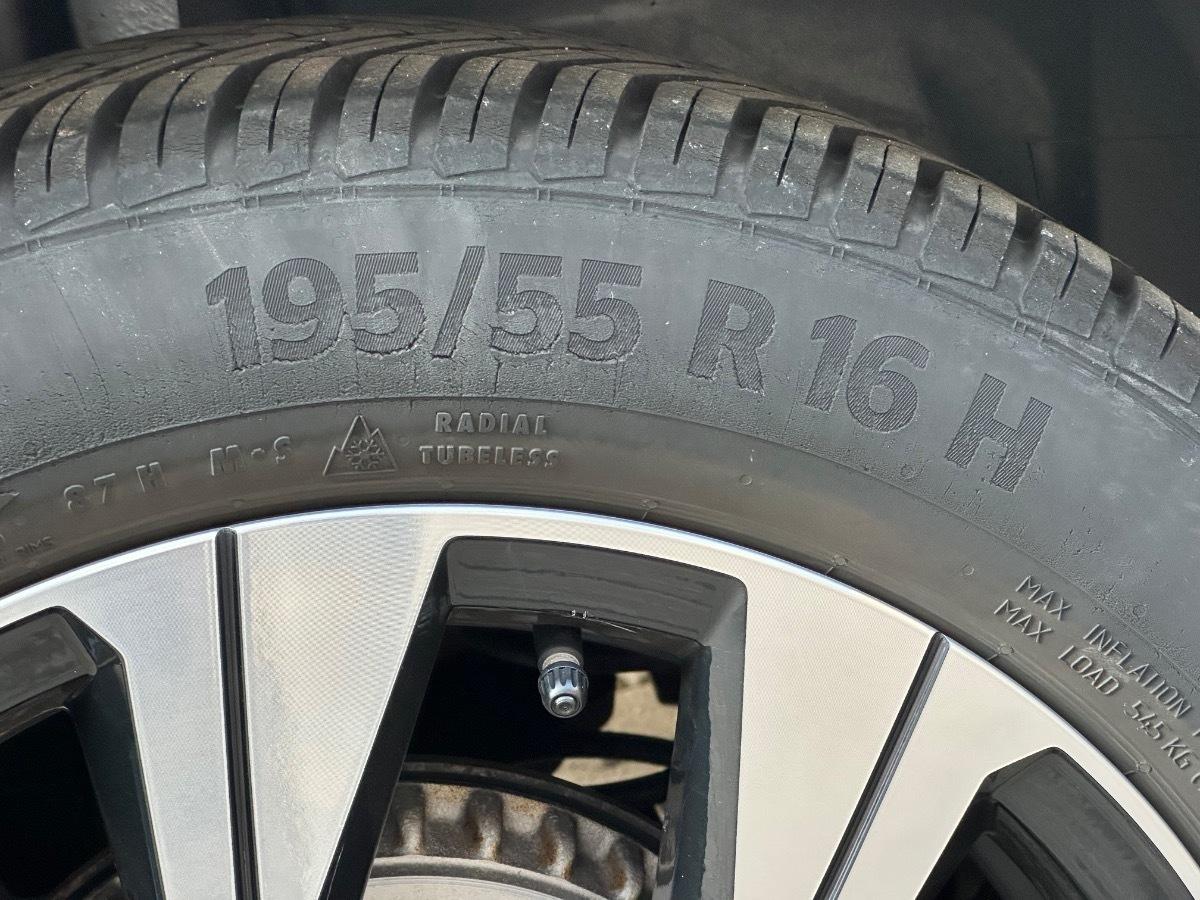 195/55 R 16 H
87 H M·S
RADIAL
TUBELESS
MAX INFLATION
MAX LOAD 545 KG